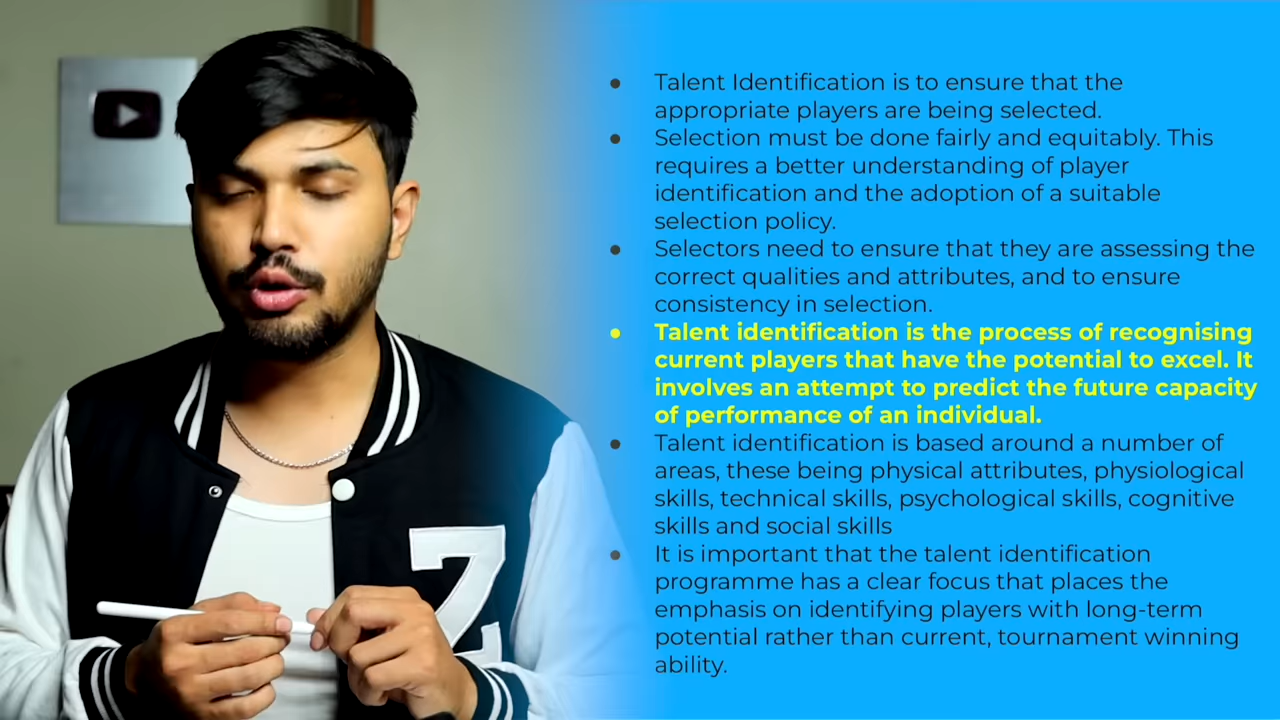 ● Talent Identification is to ensure that the
appropriate players are being selected.
● Selection must be done fairly and equitably. This
requires a better understanding of player
identification and the adoption of a suitable
selection policy.
● Selectors need to ensure that they are assessing the
correct qualities and attributes, and to ensure
consistency in selection.
● Talent identification is the process of recognising
current players that have the potential to excel. It
involves an attempt to predict the future capacity
of performance of an individual.
● Talent identification is based around a number of
areas, these being physical attributes, physiological
skills, technical skills, psychological skills, cognitive
skills and social skills
● It is important that the talent identification
programme has a clear focus that places the
emphasis on identifying players with long-term
potential rather than current, tournament winning
ability.
Z